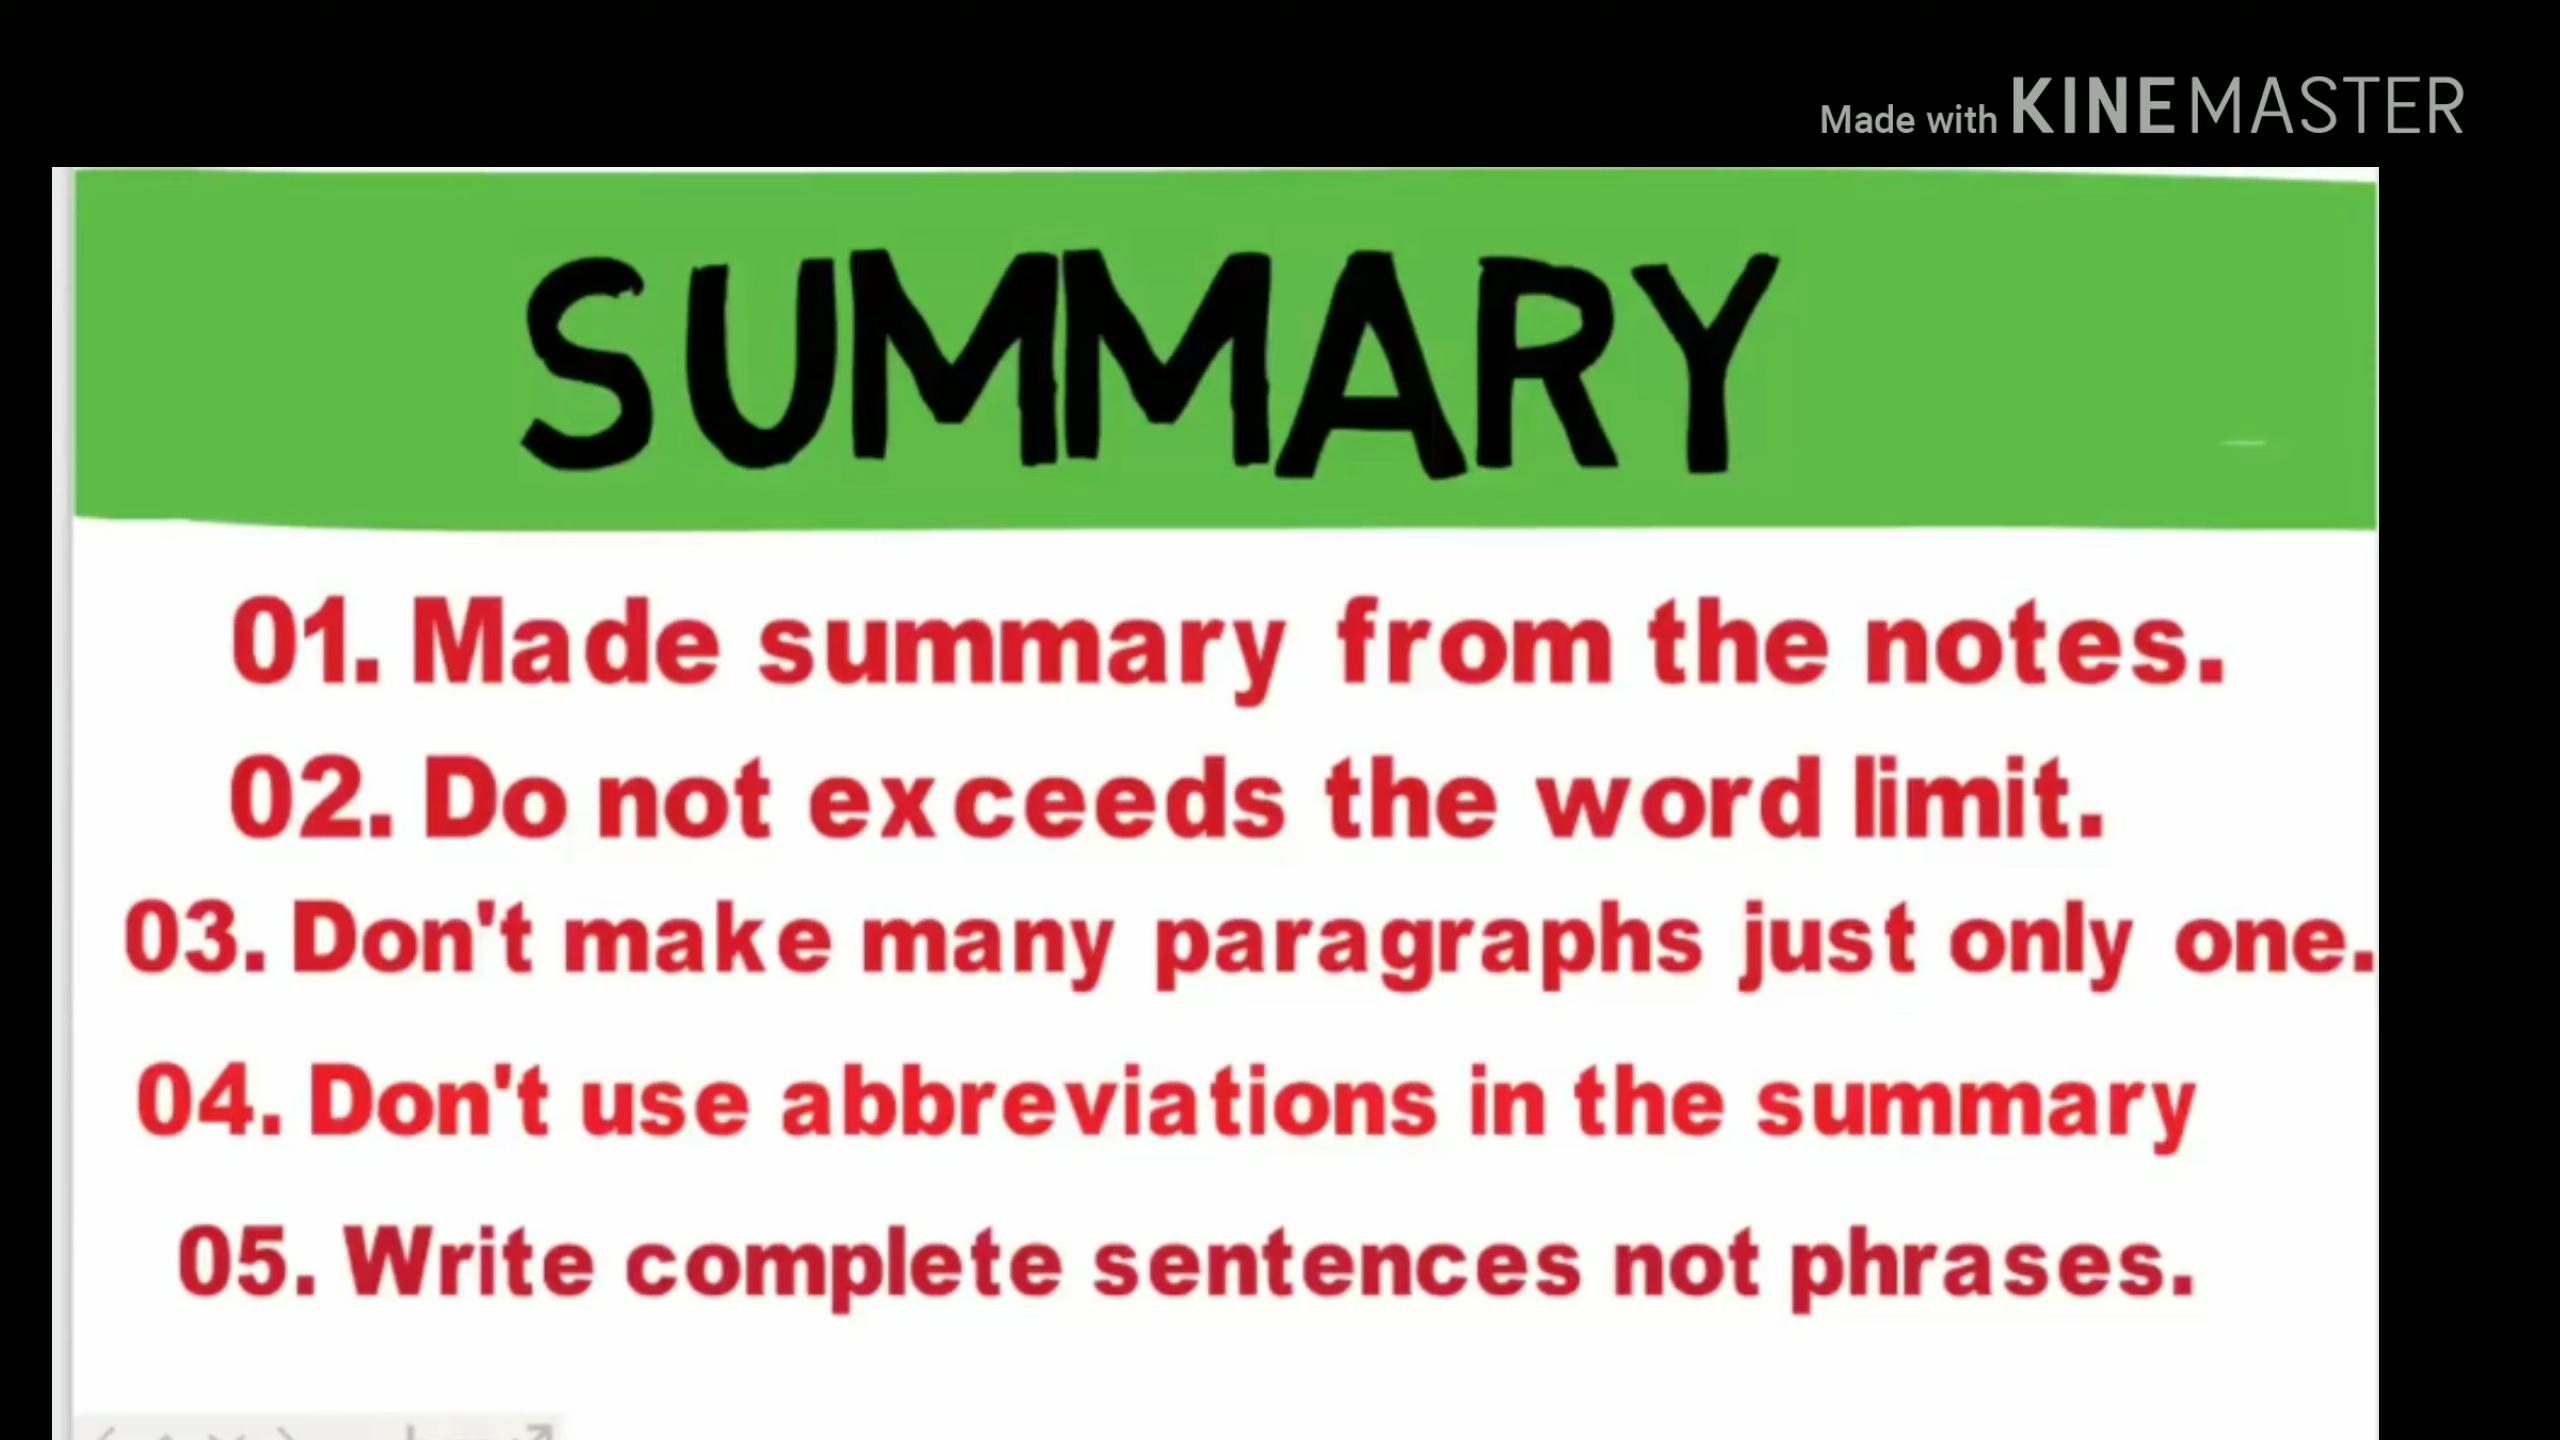 Made with KINEMASTER
SUMMARY
01. Made summary from the notes.
02. Do not exceeds the word limit.
03. Don't make many paragraphs just only one.
04. Don't use abbreviations in the summary
05. Write complete sentences not phrases.